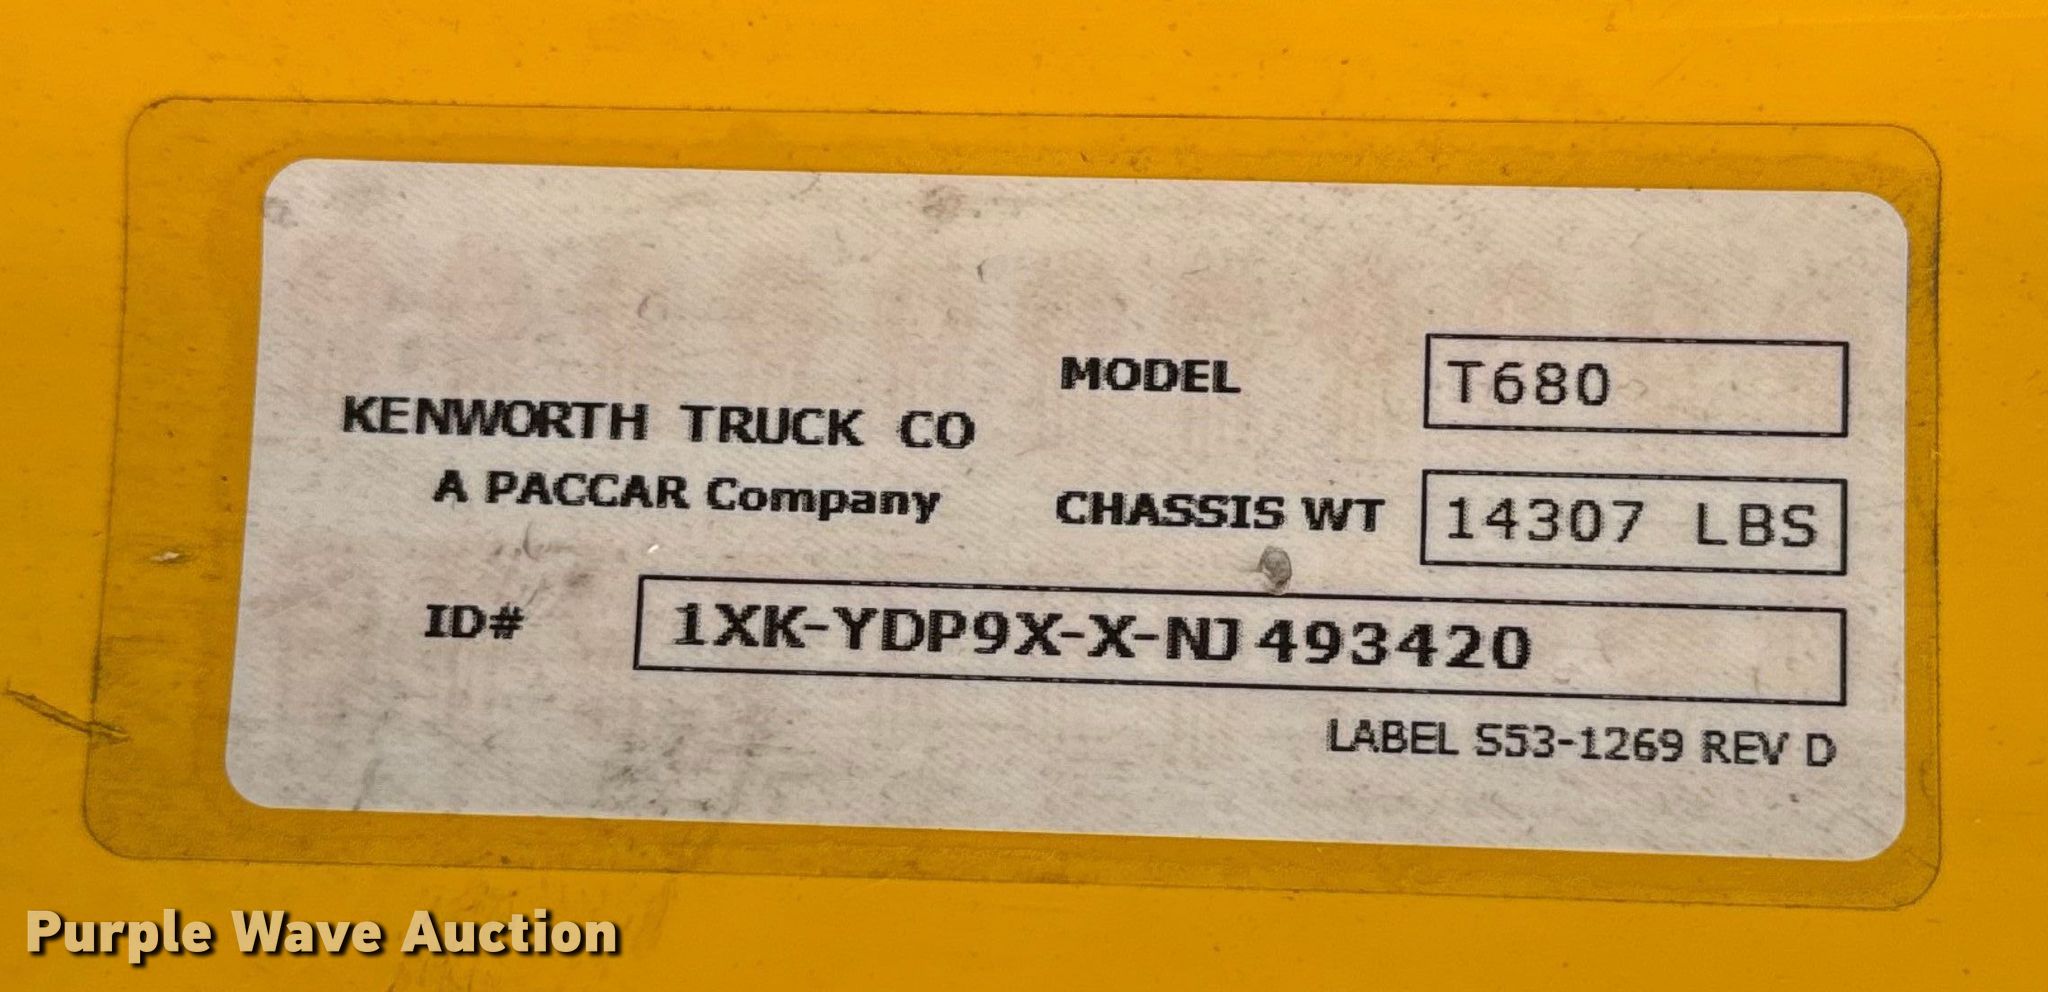 MODEL T680
KENWORTH TRUCK CO
A PACCAR Company
CHASSIS WT 14307 LBS
ID# 1XK-YDP9X-X-NJ493420
LABEL S53-1269 REV D
Purple Wave Auction